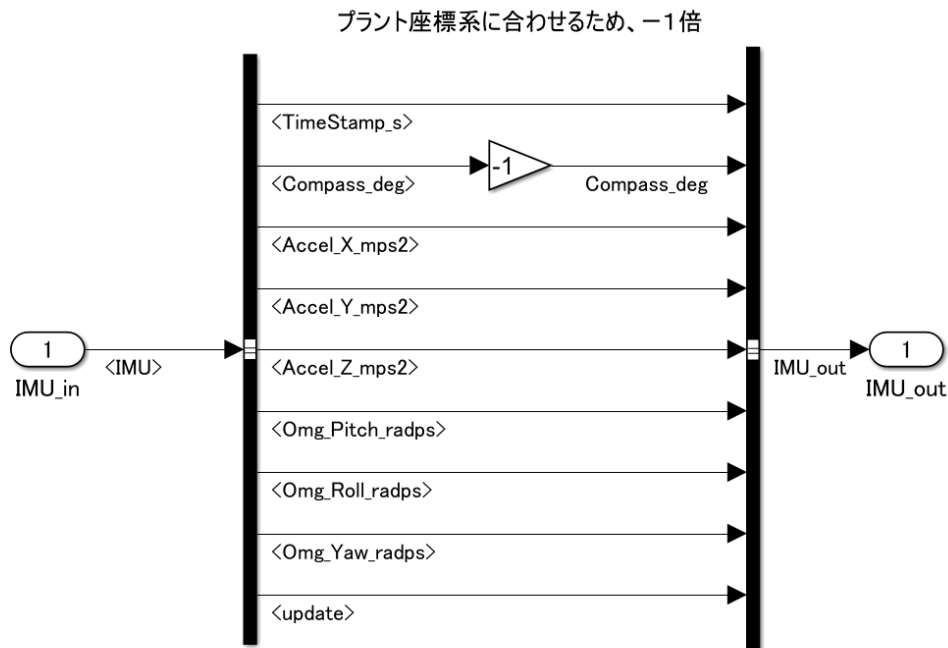 プラント座標系に合わせるため、－１倍
<TimeStamp_s>
-1
<Compass_deg>
Compass_deg
<Accel_X_mps2>
<Accel_Y_mps2>
1
<IMU>
IMU_in
<Accel_Z_mps2>
IMU_out
1
IMU_out
<Omg_Pitch_radps>
<Omg_Roll_radps>
<Omg_Yaw_radps>
<update>